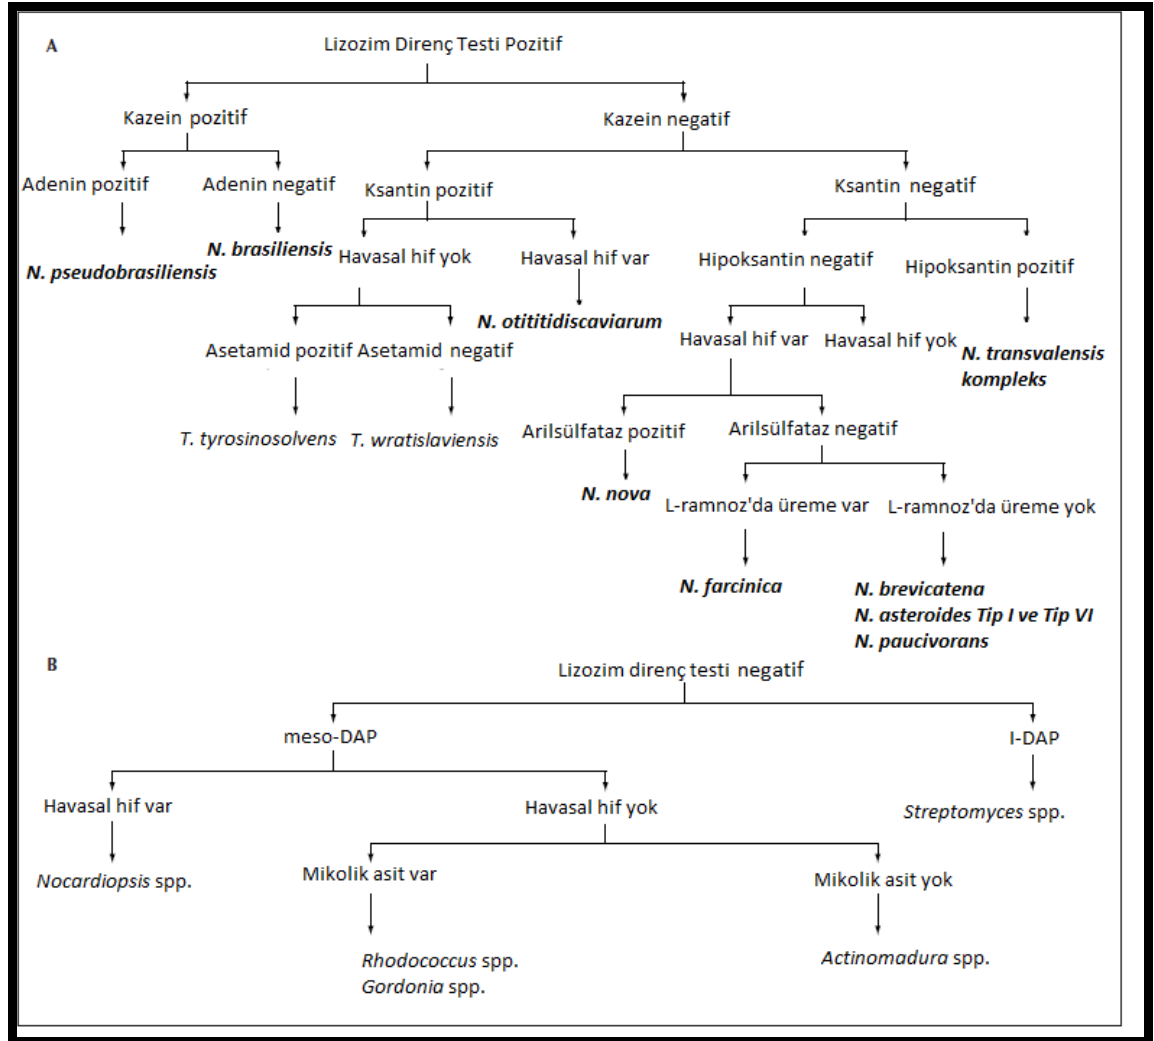 A
Lizozim Direnç Testi Pozitif
Kazein pozitif
Kazein negatif
Adenin pozitif
Adenin negatif
Ksantin pozitif
Ksantin negatif
N. pseudobrasiliensis
N. brasiliensis
Havasal hif yok
Havasal hif var
Hipoksantin negatif
Hipoksantin pozitif
N. otititidiscaviarum
Asetamid pozitif
Asetamid negatif
Havasal hif var
Havasal hif yok
N. transvalensis
kompleks
T. tyrosinosolvens
T. wratislaviensis
Arilsülfataz pozitif
Arilsülfataz negatif
N. nova
L-ramnoz'da üreme var
L-ramnoz'da üreme yok
N. farcinica
N. brevicatena
N. asteroides Tip I ve Tip VI
N. paucivorans
B
Lizozim direnç testi negatif
meso-DAP
I-DAP
Havasal hif var
Havasal hif yok
Streptomyces spp.
Nocardiopsis spp.
Mikolik asit var
Mikolik asit yok
Rhodococcus spp.
Gordonia spp.
Actinomadura spp.